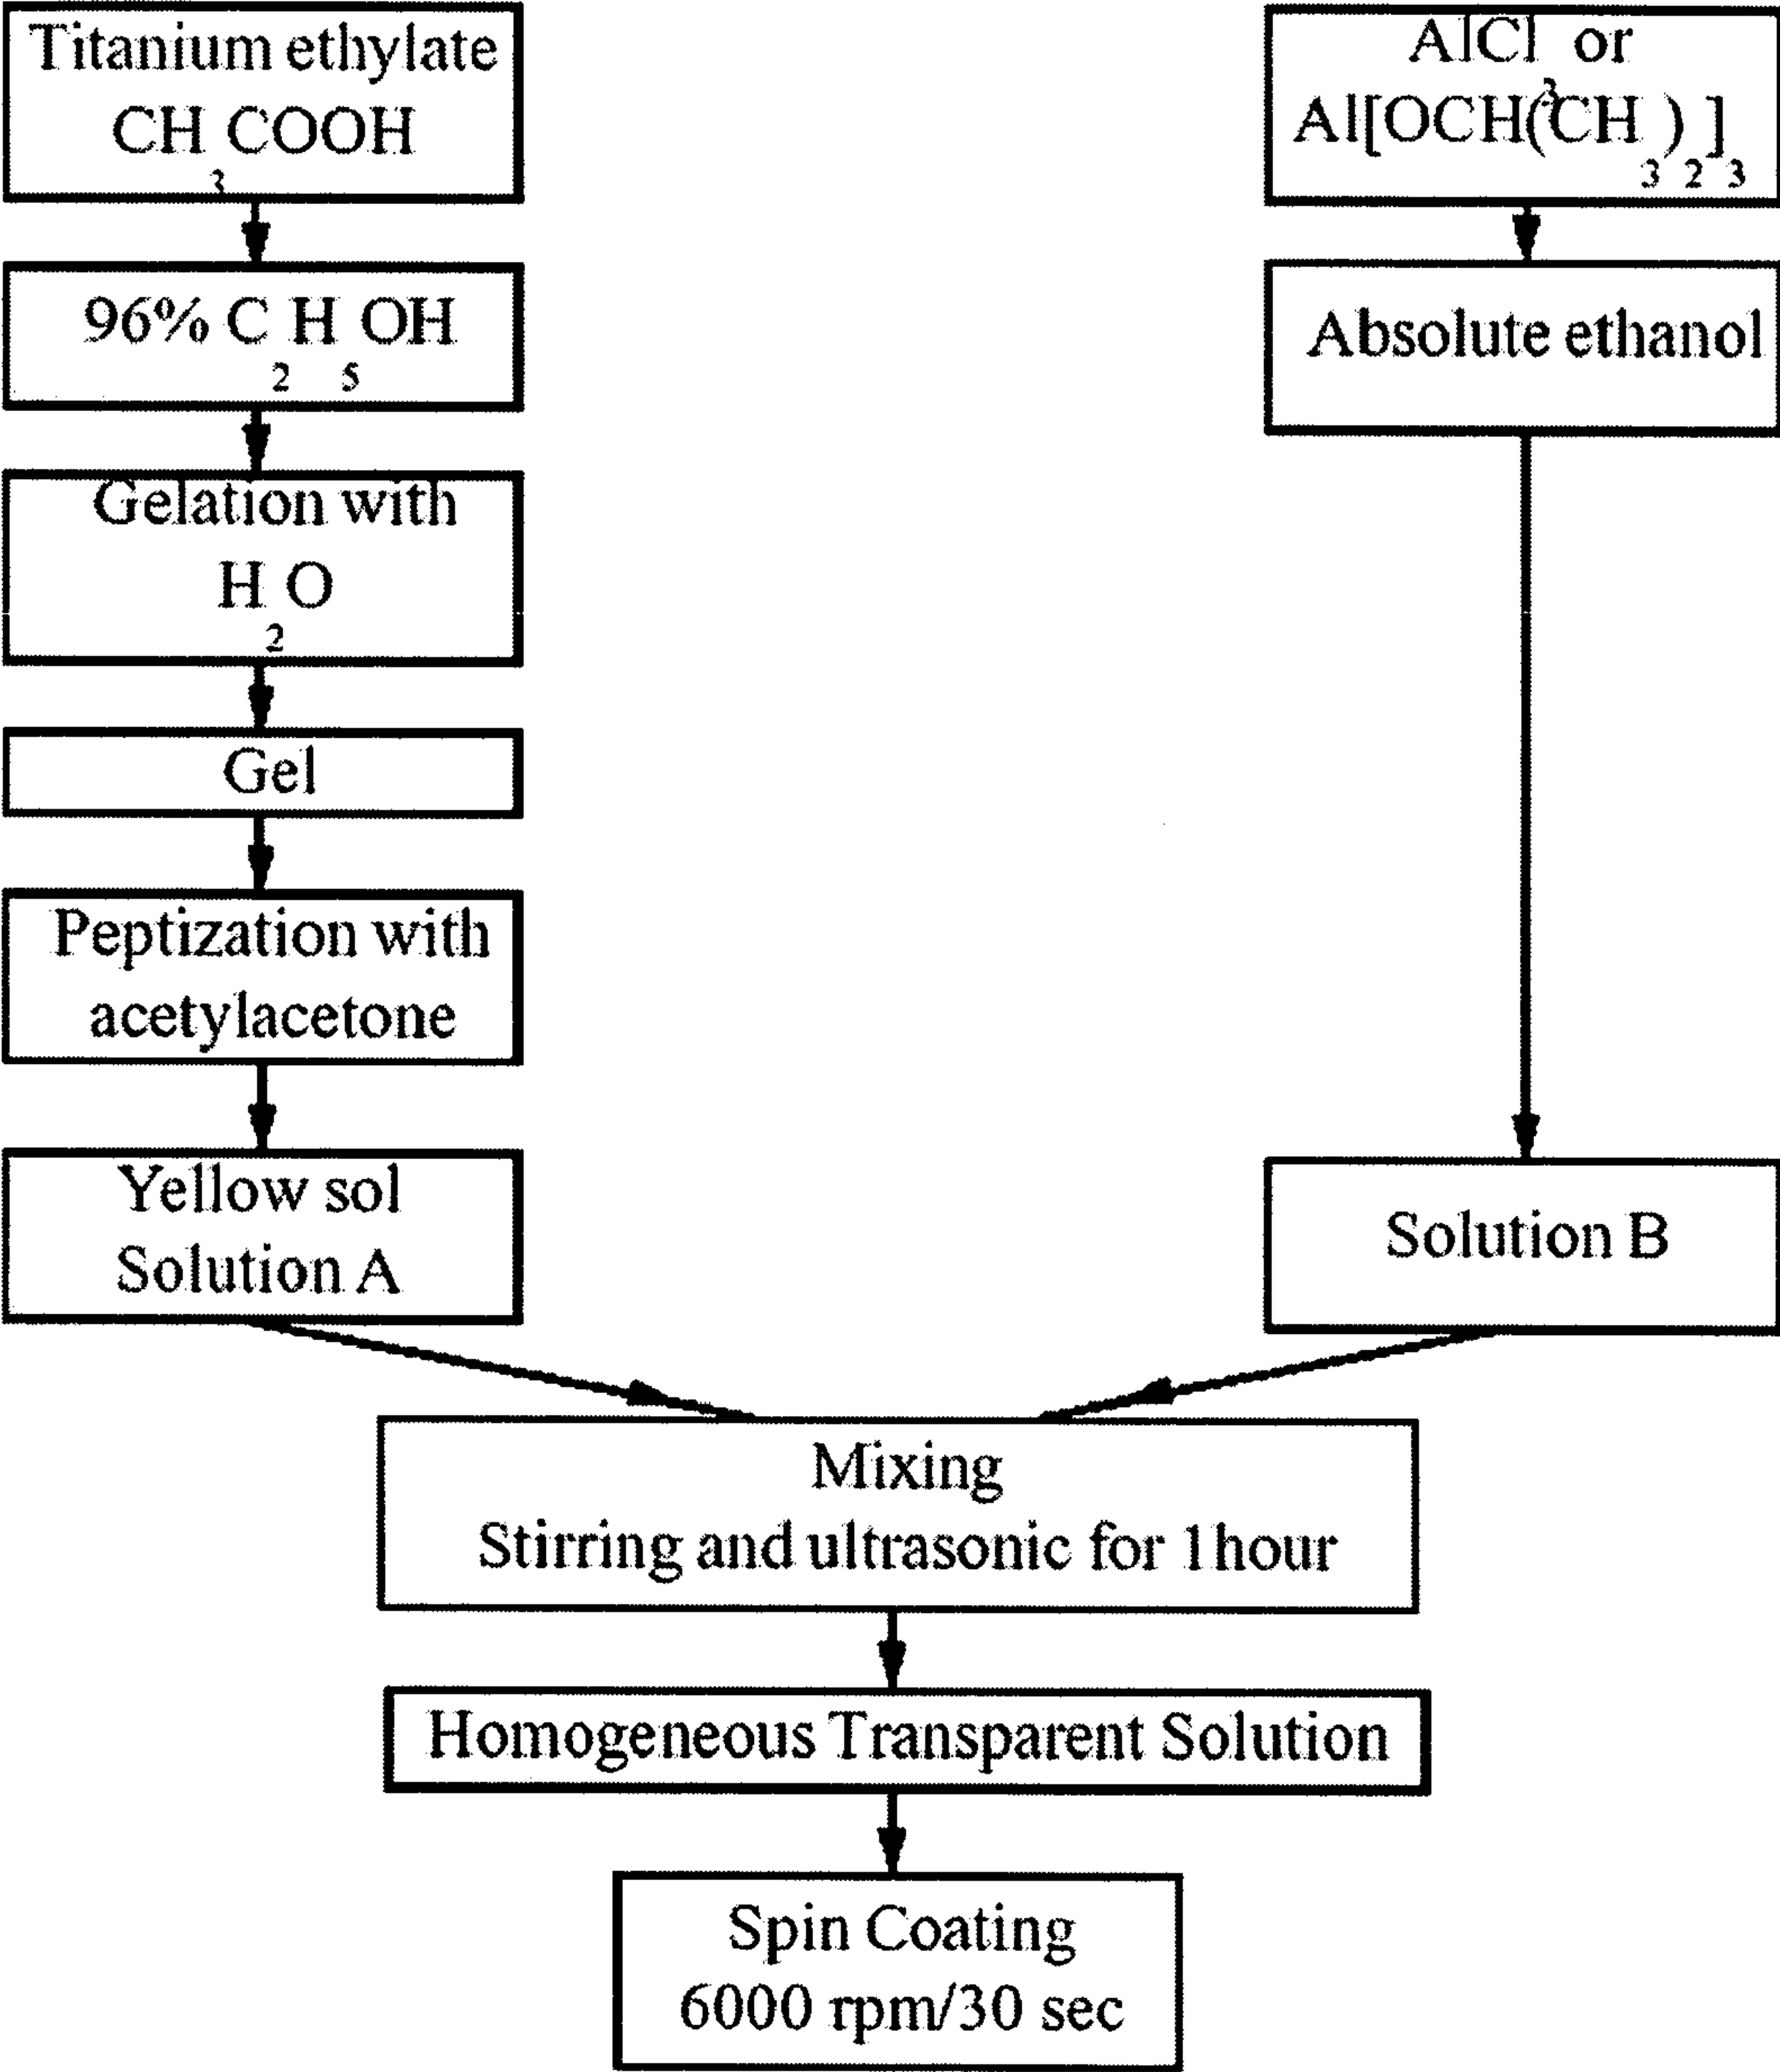 Titanium ethylate
CH₃COOH
96% C₂H₅OH
Gelation with
H₂O
Gel
Peptization with
acetylacetone
Yellow sol
Solution A
AlCl₃ or
Al[OCH(CH₃)₂]₃
Absolute ethanol
Solution B
Mixing
Stirring and ultrasonic for 1hour
Homogeneous Transparent Solution
Spin Coating
6000 rpm/30 sec